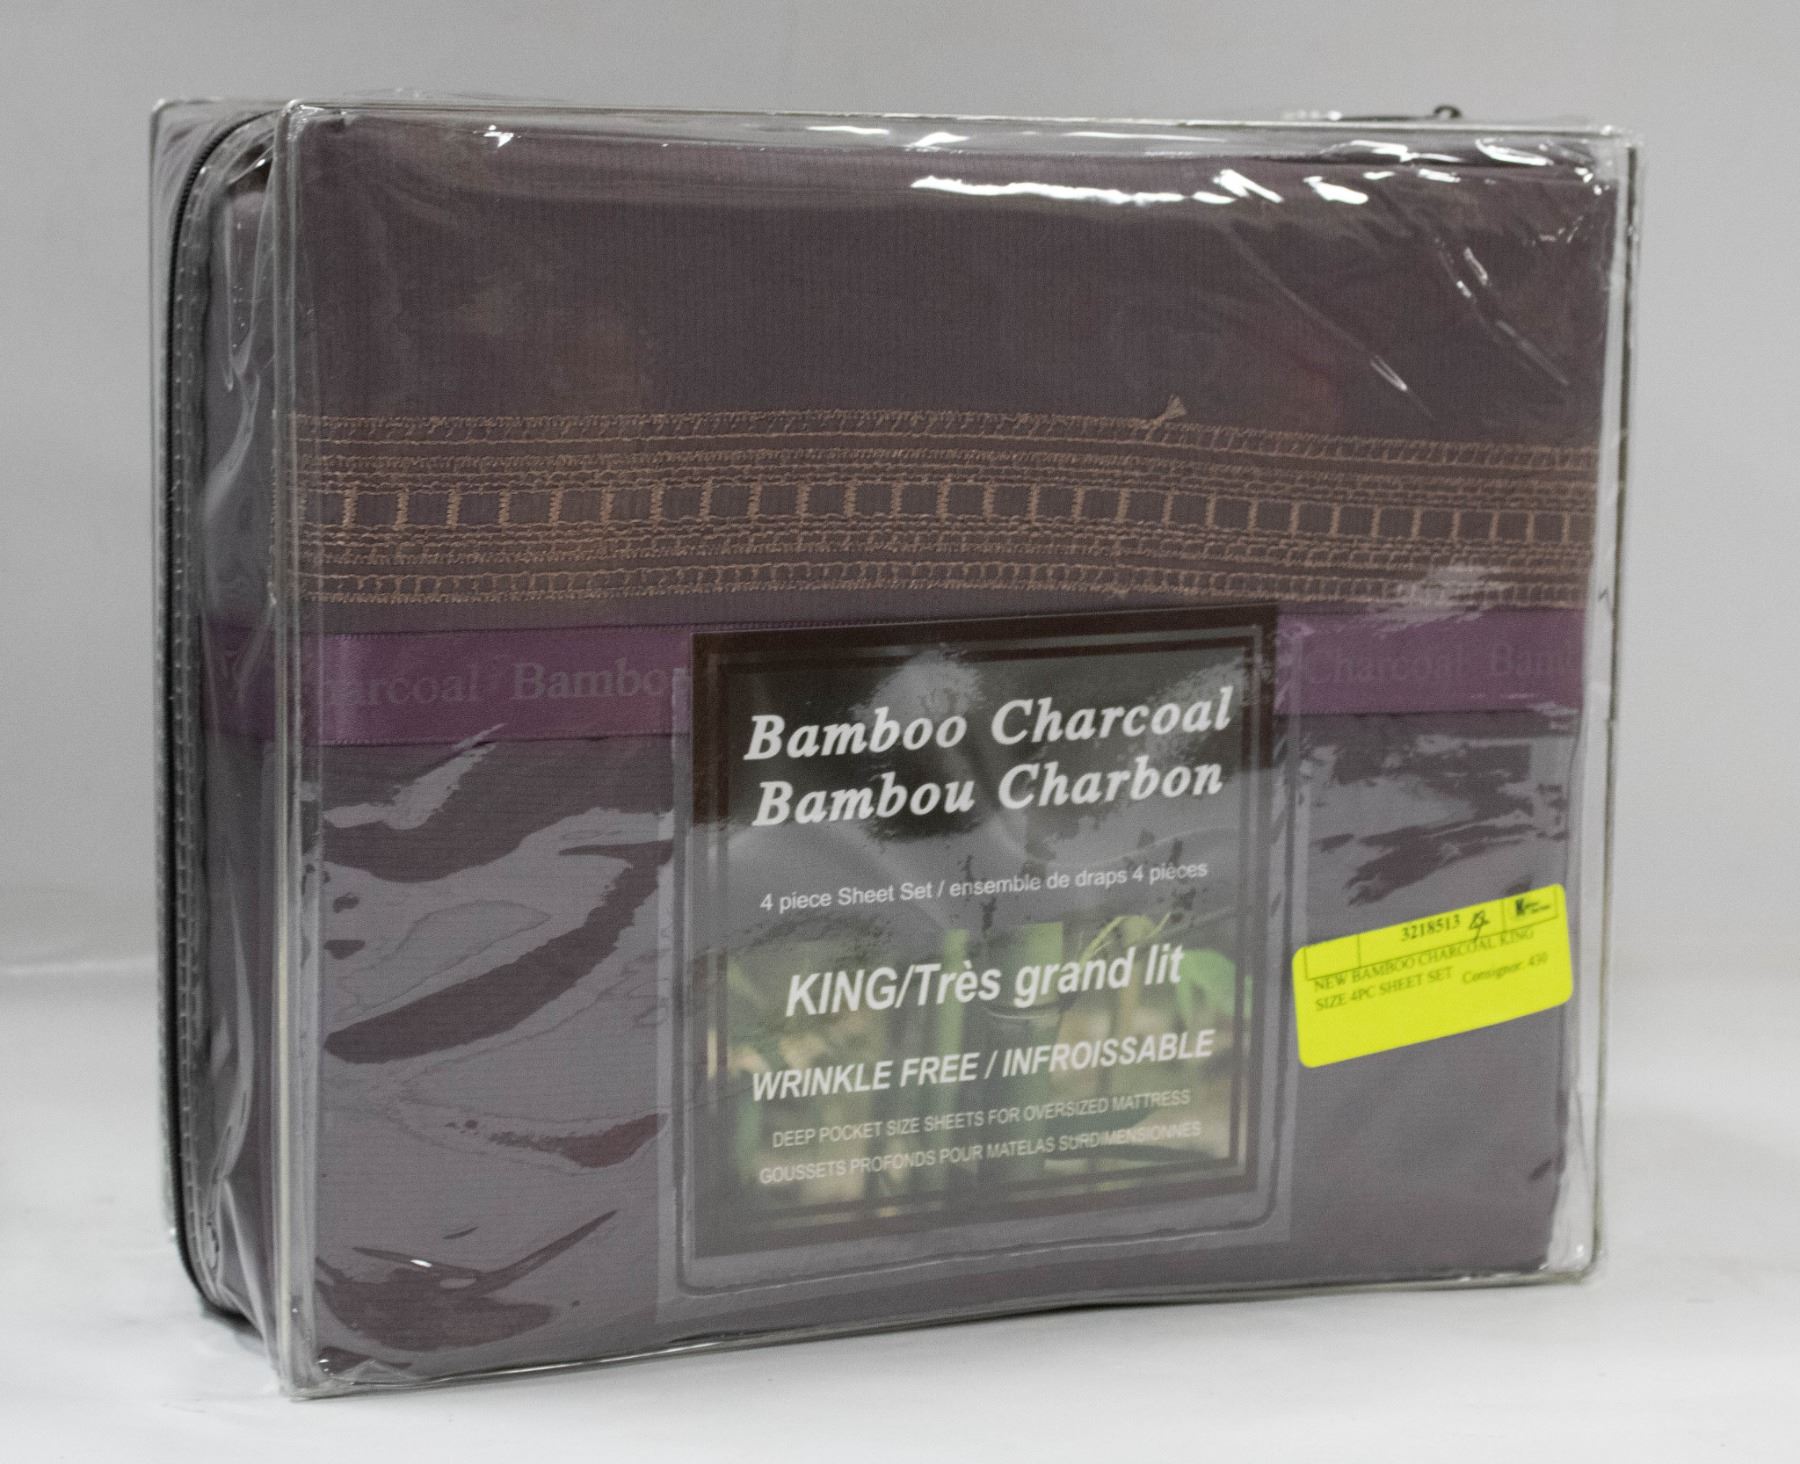 arcoal Bamboo
Charcoal Bam
Bamboo Charcoal
Bambou Charbon
4 piece Sheet Set / ensemble de draps 4 pièces
KING/Très grand lit
WRINKLE FREE / INFROISSABLE
DEEP POCKET SIZE SHEETS FOR OVERSIZED MATTRESS
GOUSSETS PROFONDS POUR MATELAS SURDIMENSIONNES
3218513
NEW BAMBOO CHARCOAL KING
SIZE 4PC SHEET SET Consignor: 430